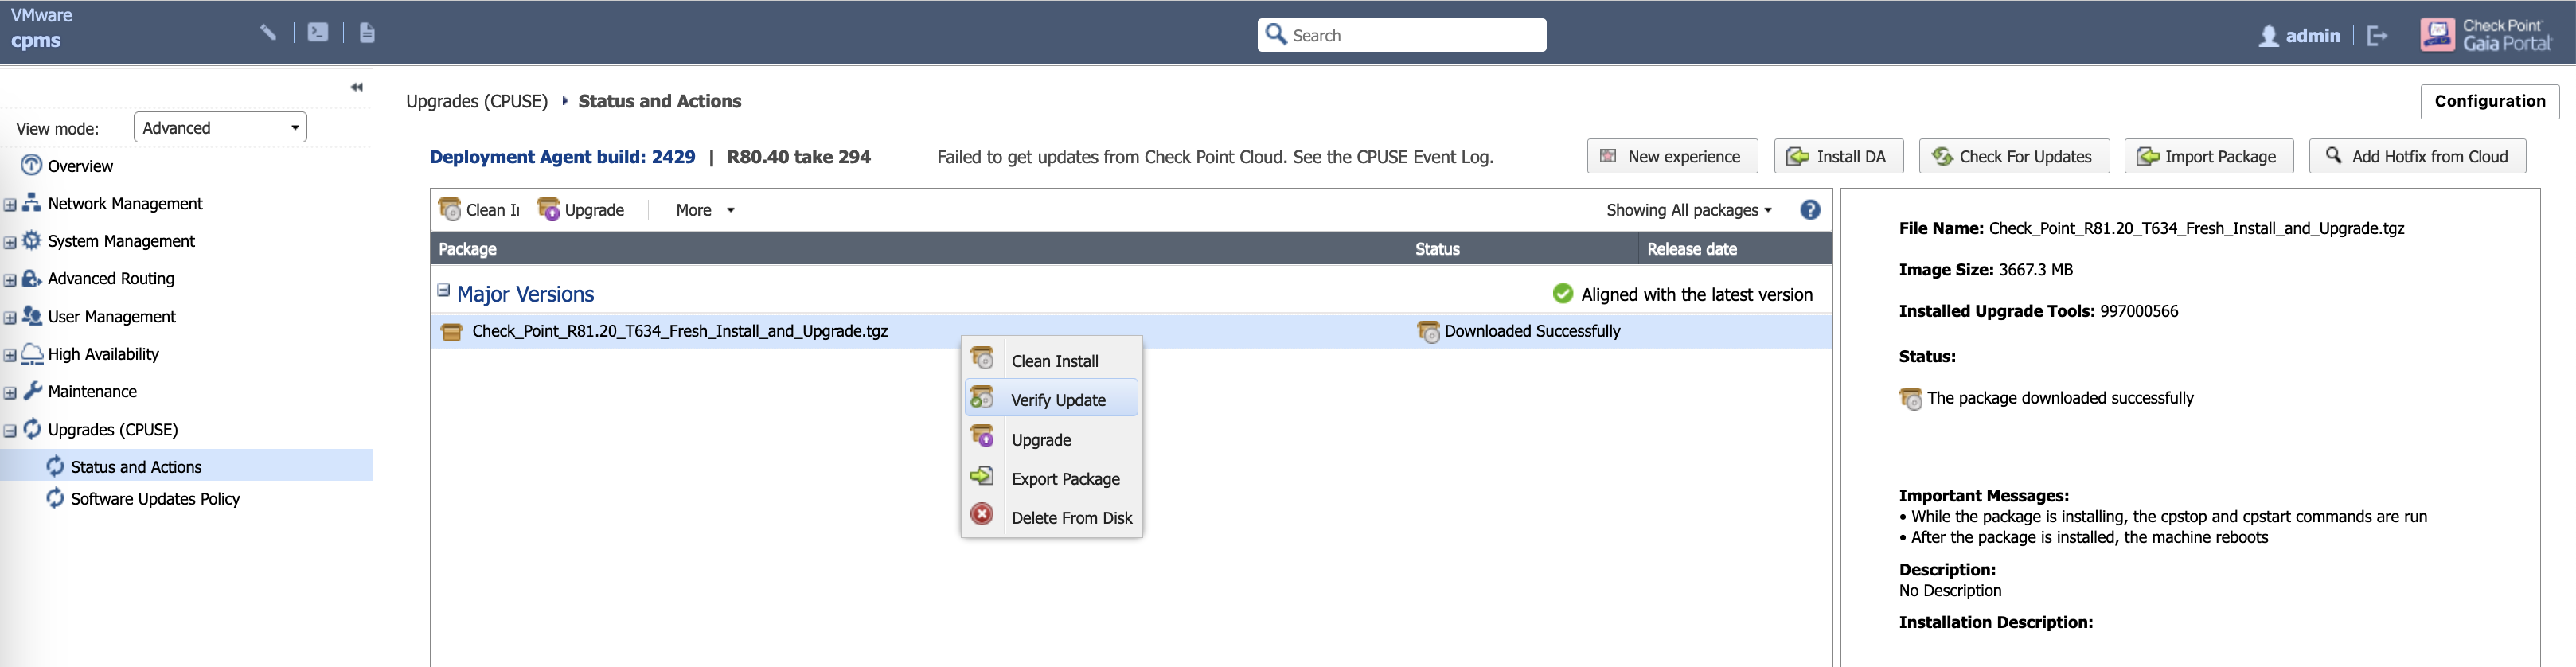 VMware
cpms
Search
admin
Check Point
Gaia Portal
View mode: Advanced
Overview
Network Management
System Management
Advanced Routing
User Management
High Availability
Maintenance
Upgrades (CPUSE)
Status and Actions
Software Updates Policy
Upgrades (CPUSE) Status and Actions
Configuration
Deployment Agent build: 2429 | R80.40 take 294 Failed to get updates from Check Point Cloud. See the CPUSE Event Log.
New experience Install DA Check For Updates Import Package Add Hotfix from Cloud
Clean Upgrade More Showing All packages ?
Package Status Release date
Major Versions Aligned with the latest version
Check_Point_R81.20_T634_Fresh_Install_and_Upgrade.tgz Downloaded Successfully
Clean Install
Verify Update
Upgrade
Export Package
Delete From Disk
File Name: Check_Point_R81.20_T634_Fresh_Install_and_Upgrade.tgz
Image Size: 3667.3 MB
Installed Upgrade Tools: 997000566
Status:
The package downloaded successfully
Important Messages:
• While the package is installing, the cpstop and cpstart commands are run
• After the package is installed, the machine reboots
Description:
No Description
Installation Description: